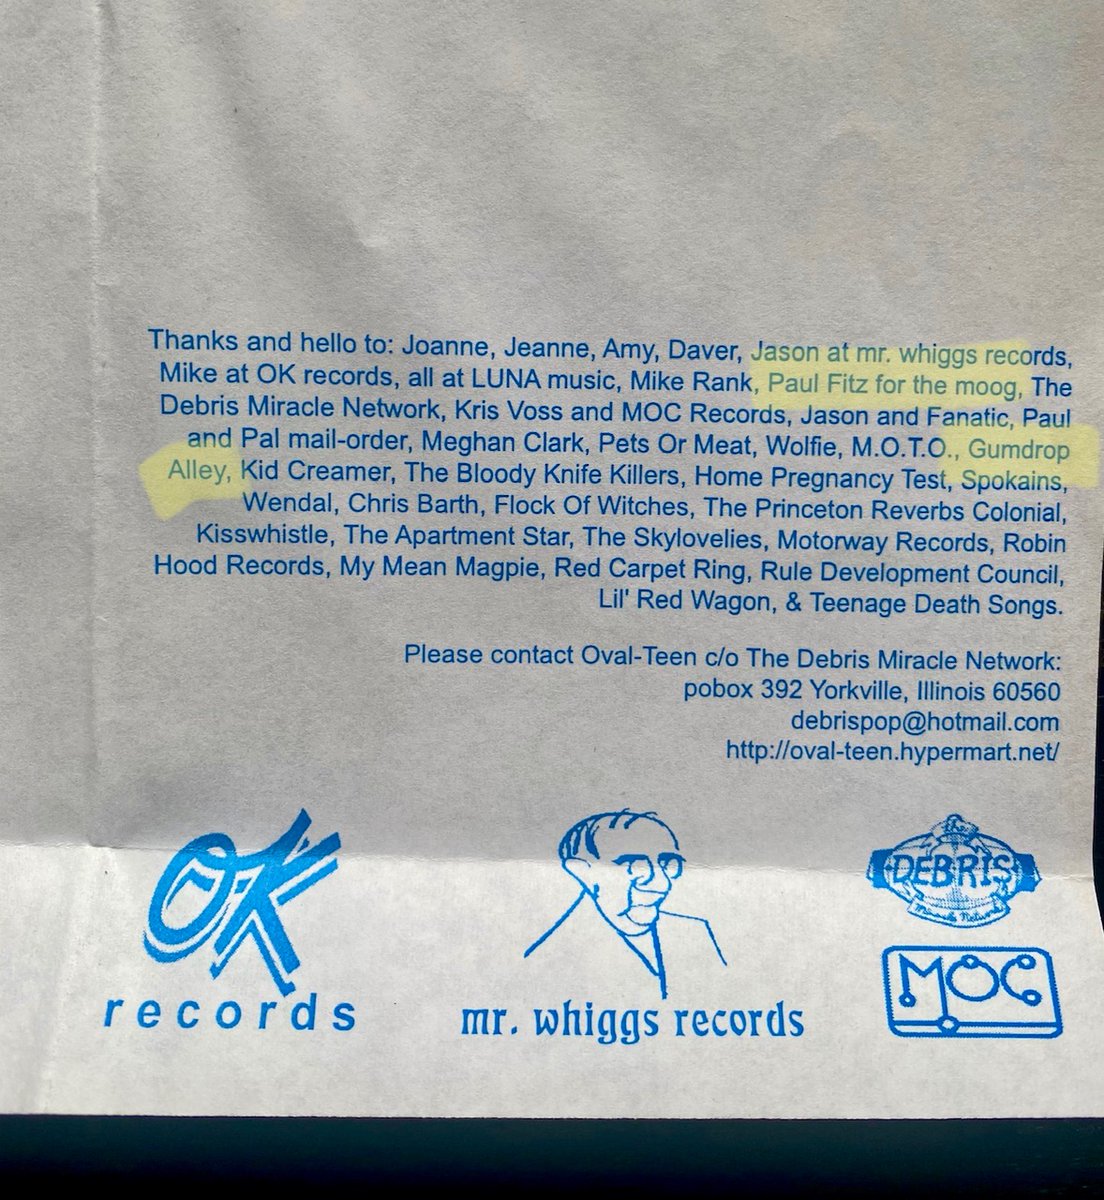 Thanks and hello to: Joanne, Jeanne, Amy, Daver, Jason at mr. whiggs records,
Mike at OK records, all at LUNA music, Mike Rank, Paul Fitz for the moog, The
Debris Miracle Network, Kris Voss and MOC Records, Jason and Fanatic, Paul
and Pal mail-order, Meghan Clark, Pets Or Meat, Wolfie, M.O.T.O., Gumdrop
Alley, Kid Creamer, The Bloody Knife Killers, Home Pregnancy Test, Spokains,
Wendal, Chris Barth, Flock Of Witches, The Princeton Reverbs Colonial,
Kisswhistle, The Apartment Star, The Skylovelies, Motorway Records, Robin
Hood Records, My Mean Magpie, Red Carpet Ring, Rule Development Council,
Lil' Red Wagon, & Teenage Death Songs.
Please contact Oval-Teen c/o The Debris Miracle Network:
pobox 392 Yorkville, Illinois 60560
debrispop@hotmail.com
http://oval-teen.hypermart.net/
OK
records
mr. whiggs records
the
DEBRIS
Miracle Network
MOC